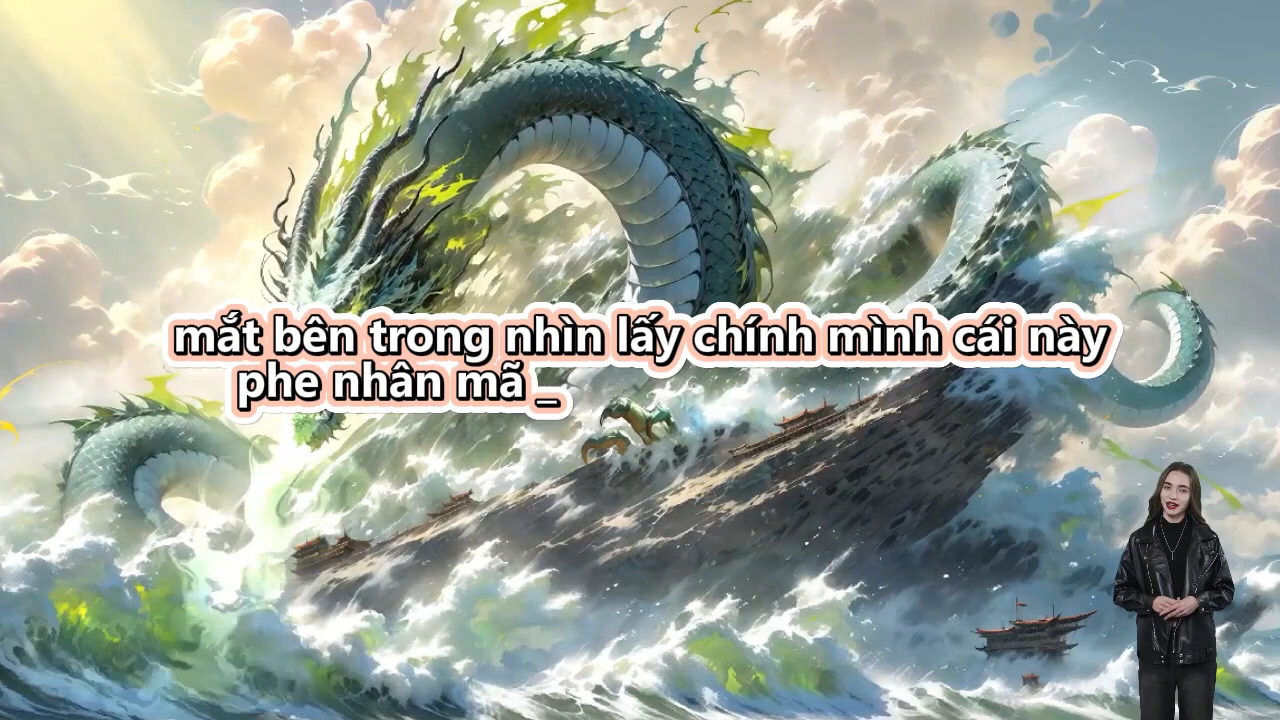 mắt bên trong nhìn lấy chính mình cái này
phe nhân mã _